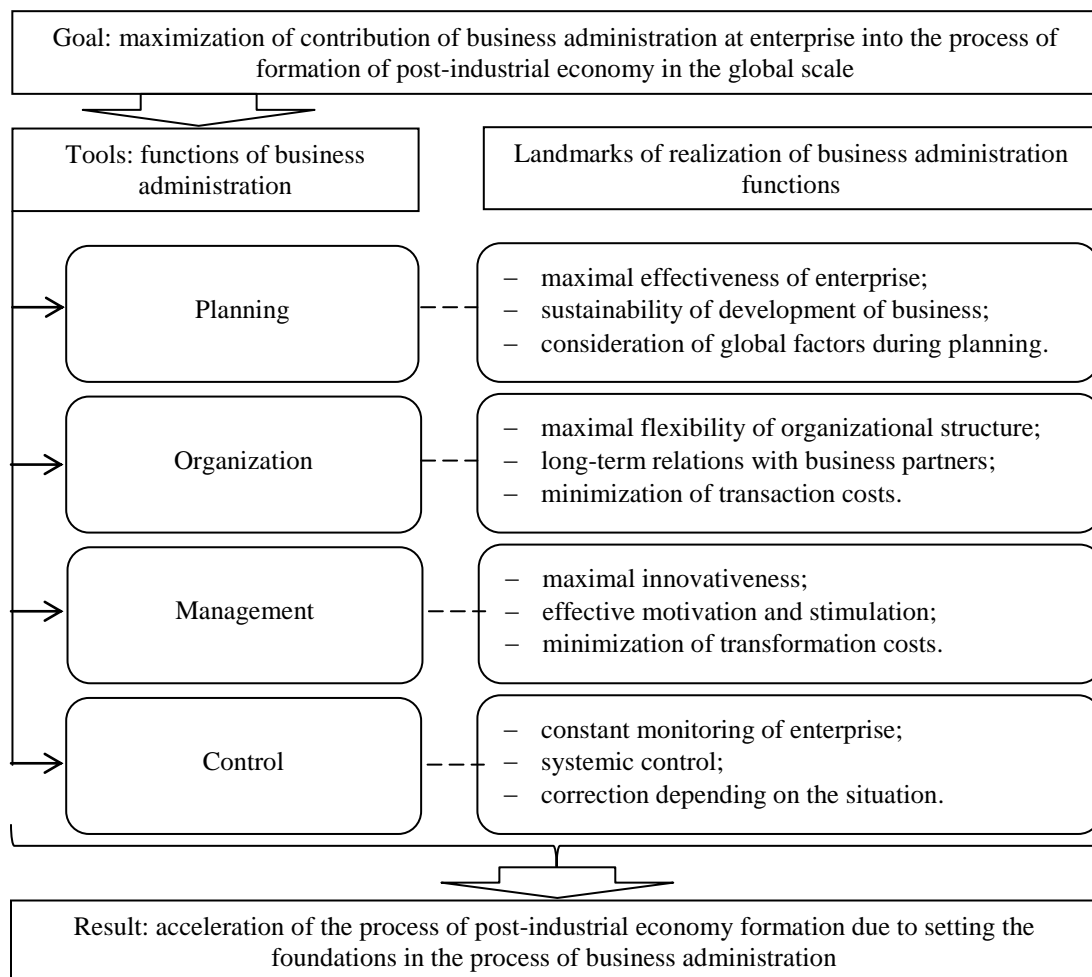 Goal: maximization of contribution of business administration at enterprise into the process of
formation of post-industrial economy in the global scale
Tools: functions of business
administration
Landmarks of realization of business administration
functions
Planning
– maximal effectiveness of enterprise;
– sustainability of development of business;
– consideration of global factors during planning.
Organization
– maximal flexibility of organizational structure;
– long-term relations with business partners;
– minimization of transaction costs.
Management
– maximal innovativeness;
– effective motivation and stimulation;
– minimization of transformation costs.
Control
– constant monitoring of enterprise;
– systemic control;
– correction depending on the situation.
Result: acceleration of the process of post-industrial economy formation due to setting the
foundations in the process of business administration